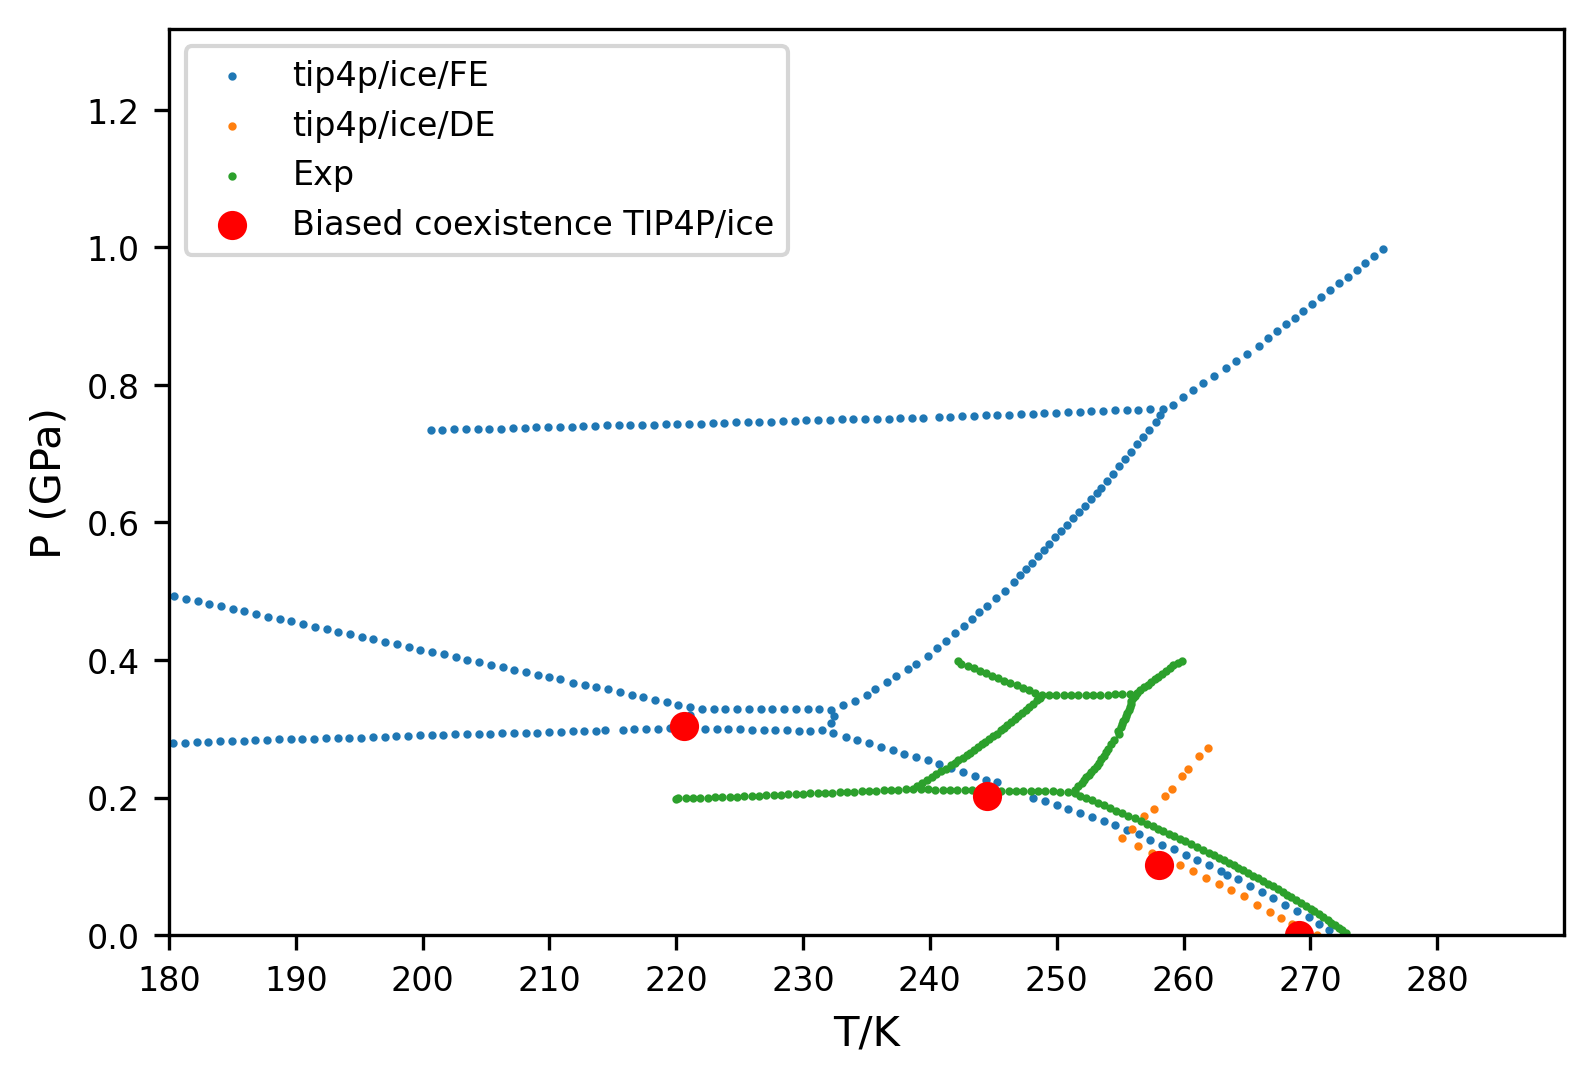 tip4p/ice/FE
tip4p/ice/DE
Exp
Biased coexistence TIP4P/ice
P (GPa)
1.2
1.0
0.8
0.6
0.4
0.2
0.0
180 190 200 210 220 230 240 250 260 270 280
T/K